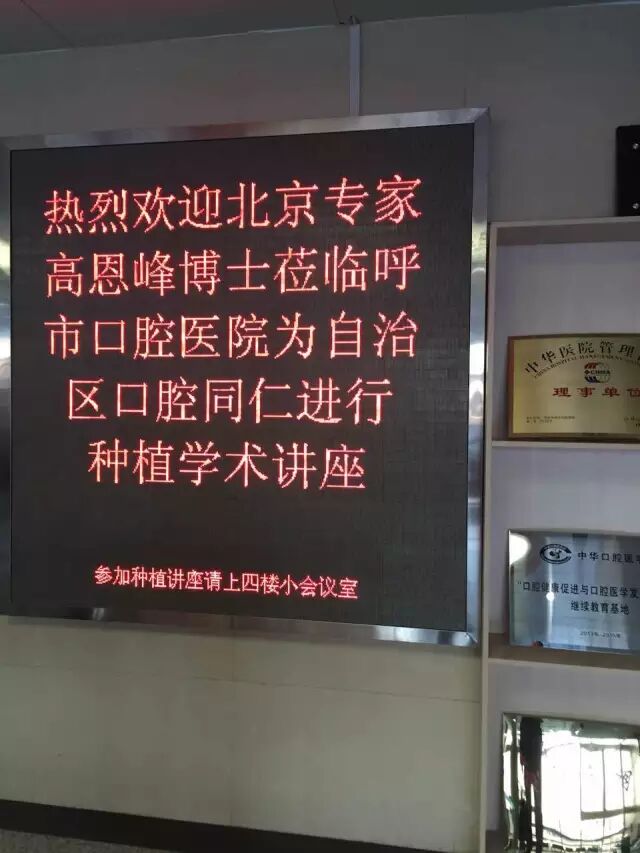 热烈欢迎北京专家
高恩峰博士莅临呼
市口腔医院为自治
区口腔同仁进行
种植学术讲座
参加种植讲座请上四楼小会议室
中华医院管理
CHMA
理事单位
中华口腔医
“口腔健康促进与口腔医学发
继续教育基地